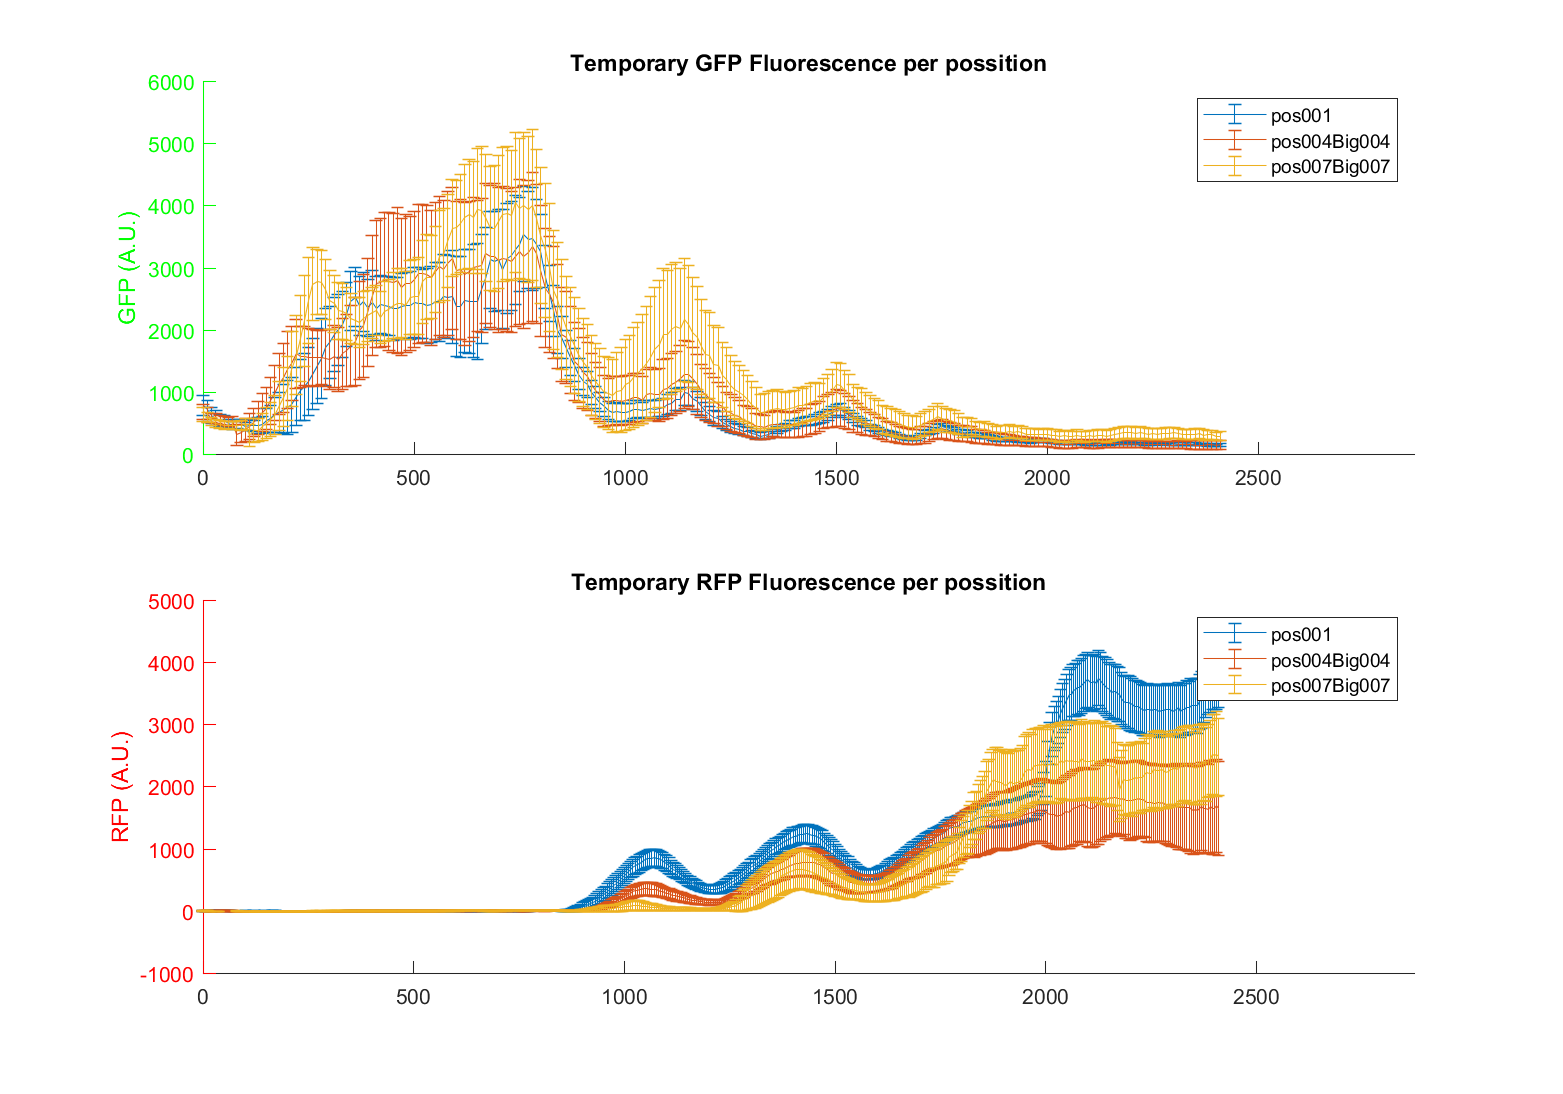 Temporary GFP Fluorescence per possition
GFP (A.U.)
6000
5000
4000
3000
2000
1000
0
0 500 1000 1500 2000 2500
pos001
pos004Big004
pos007Big007
Temporary RFP Fluorescence per possition
RFP (A.U.)
5000
4000
3000
2000
1000
0
-1000
0 500 1000 1500 2000 2500
pos001
pos004Big004
pos007Big007